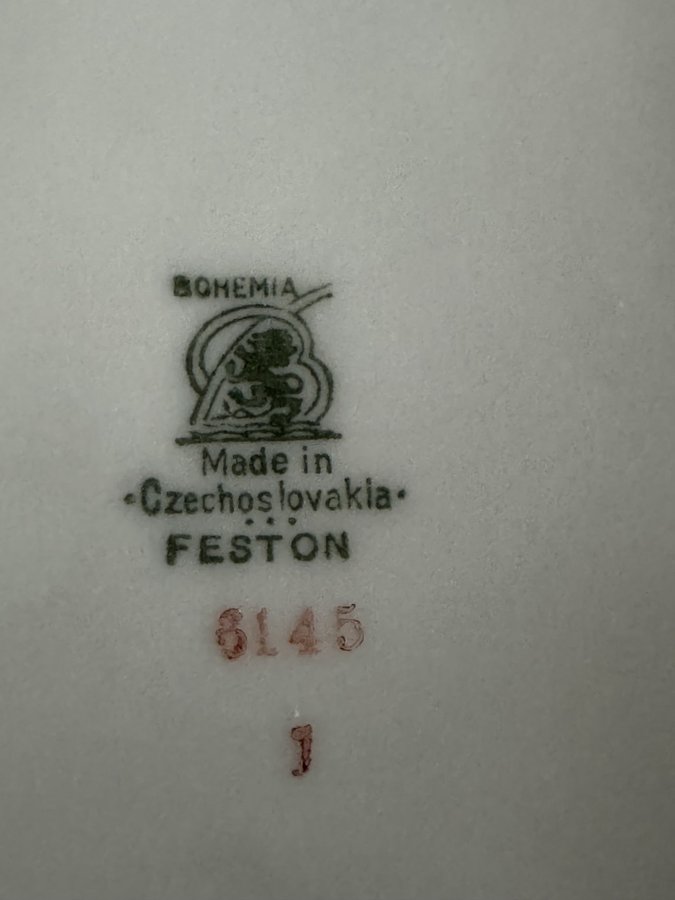 BOHEMIA
Made in
•Czechoslovakia•
• • •
FESTON
6145
J